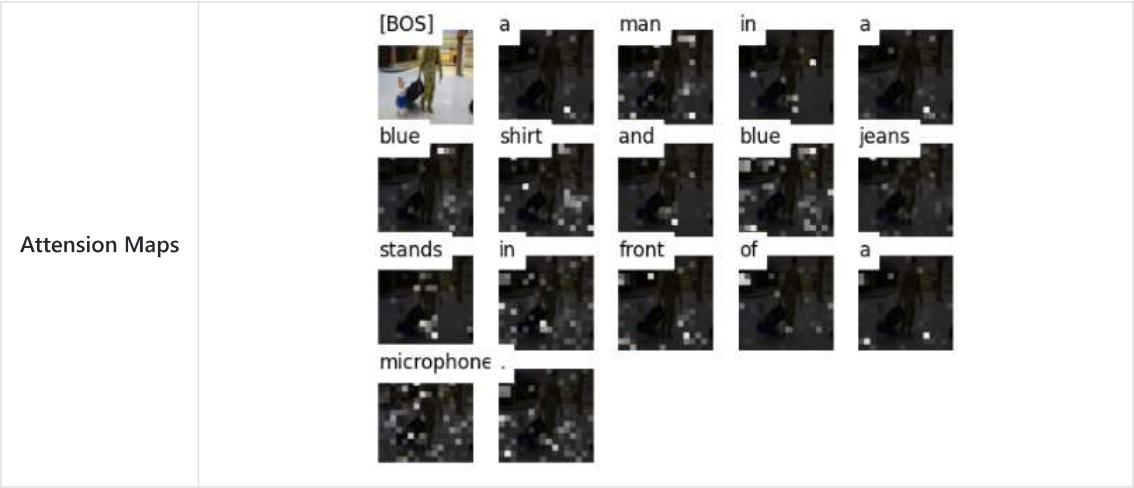 [BOS] a man in a
blue shirt and blue jeans
Attension Maps
stands in front of a
microphone .